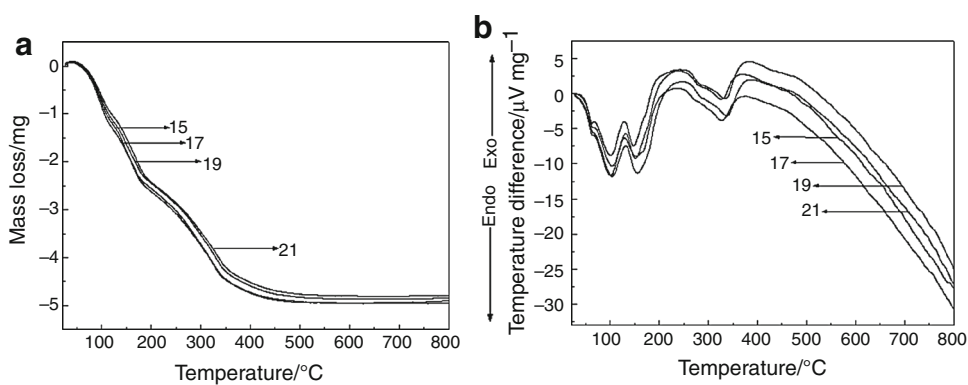 a
Mass loss/mg
0
−1
−2
−3
−4
−5
15
17
19
21
100 200 300 400 500 600 700 800
Temperature/°C
b
Endo Exo
Temperature difference/μV mg−1
5
0
−5
−10
−15
−20
−25
−30
15
17
19
21
100 200 300 400 500 600 700 800
Temperature/°C